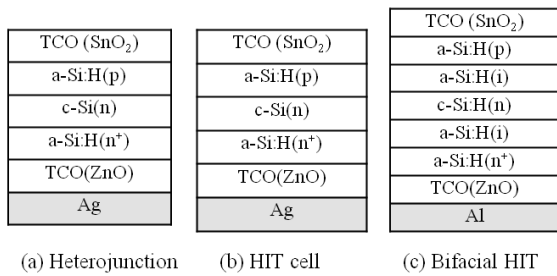 TCO (SnO2)
a-Si:H(p)
c-Si(n)
a-Si:H(n+)
TCO(ZnO)
Ag
(a) Heterojunction
TCO (SnO2)
a-Si:H(p)
c-Si(n)
a-Si:H(n+)
TCO(ZnO)
Ag
(b) HIT cell
TCO (SnO2)
a-Si:H(p)
a-Si:H(i)
c-Si:H(n)
a-Si:H(i)
a-Si:H(n+)
TCO(ZnO)
Al
(c) Bifacial HIT